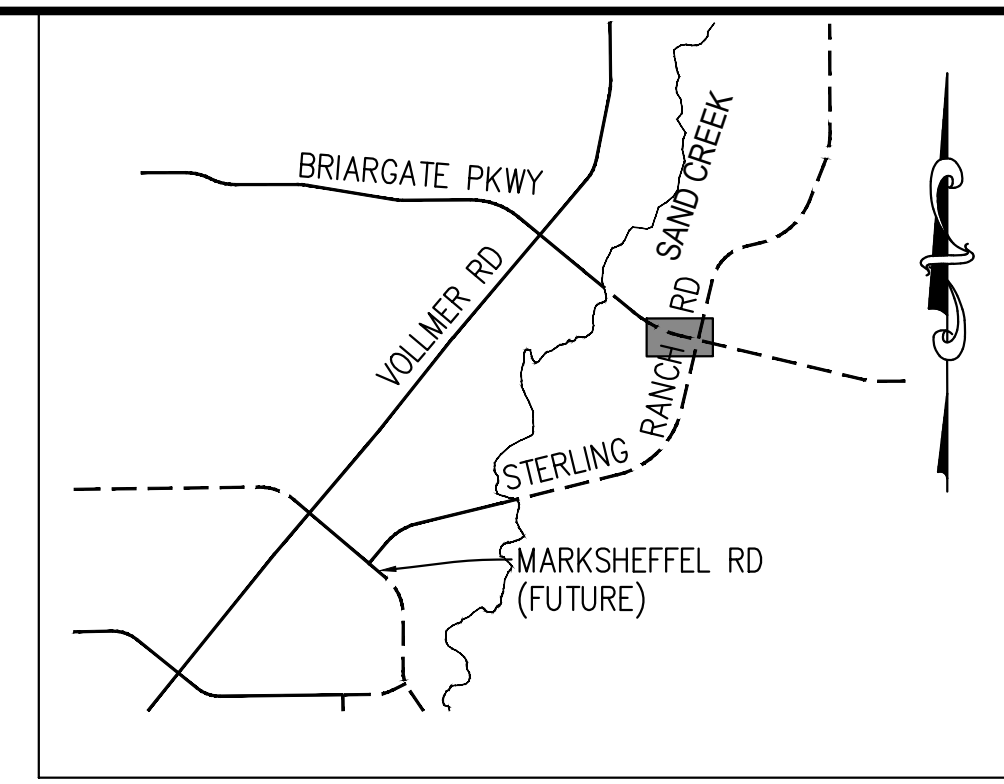 BRIARGATE PKWY
SAND CREEK
VOLLMER RD
STERLING RANCH RD
MARKSHEFFEL RD
(FUTURE)